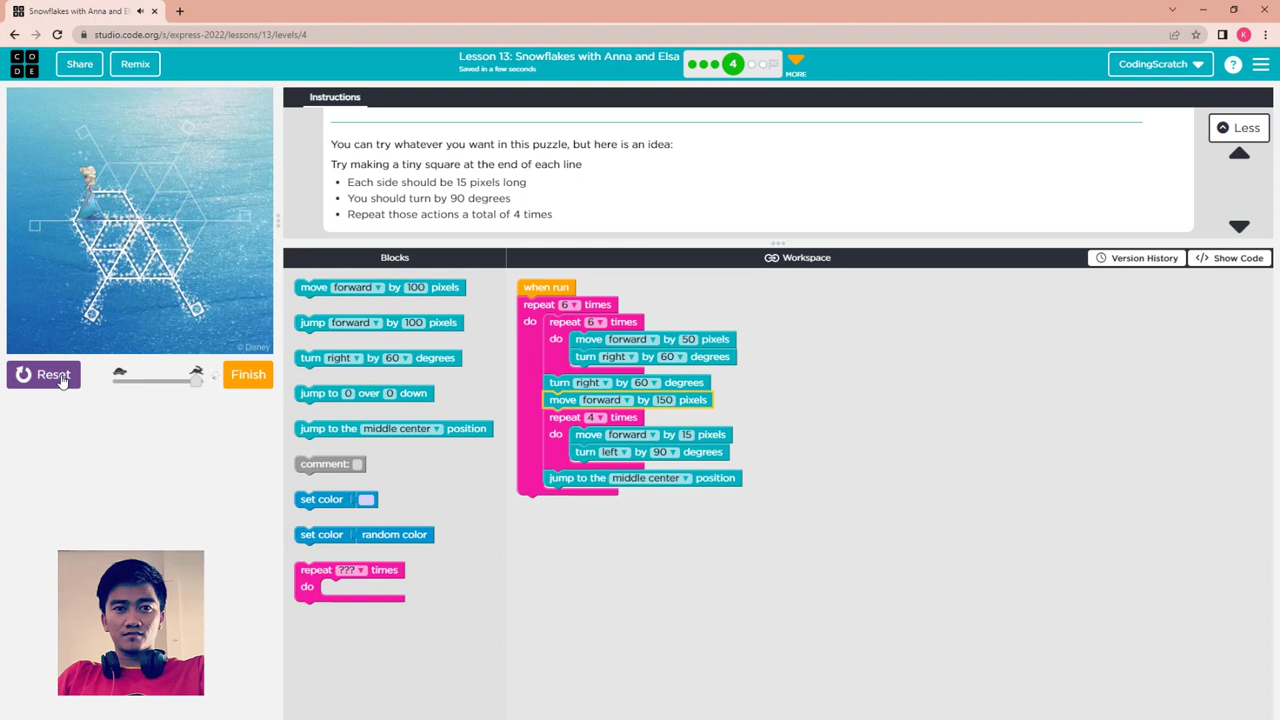 Snowflakes with Anna and El
studio.code.org/s/express-2022/lessons/13/levels/4
K
C O
D E
Share
Remix
Lesson 13: Snowflakes with Anna and Elsa
Saved in a few seconds
4
MORE
CodingScratch
?
Instructions
You can try whatever you want in this puzzle, but here is an idea:
Try making a tiny square at the end of each line
• Each side should be 15 pixels long
• You should turn by 90 degrees
• Repeat those actions a total of 4 times
Less
© Disney
Reset
Finish
Blocks
Workspace
Version History
Show Code
move forward by 100 pixels
jump forward by 100 pixels
turn right by 60 degrees
jump to 0 over 0 down
jump to the middle center position
comment:
set color
set color random color
repeat ??? times
do
when run
repeat 6 times
do repeat 6 times
do move forward by 50 pixels
turn right by 60 degrees
turn right by 60 degrees
move forward by 150 pixels
repeat 4 times
do move forward by 15 pixels
turn left by 90 degrees
jump to the middle center position